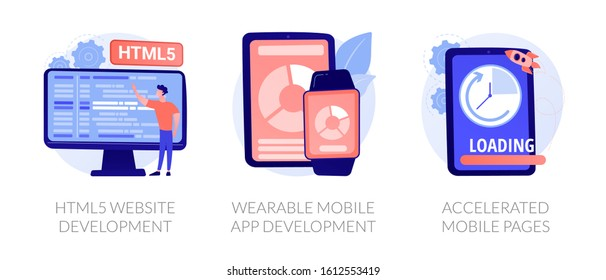 HTML5
LOADING
HTML5 WEBSITE
DEVELOPMENT
WEARABLE MOBILE
APP DEVELOPMENT
ACCELERATED
MOBILE PAGES
shutterstock.com · 1612553419